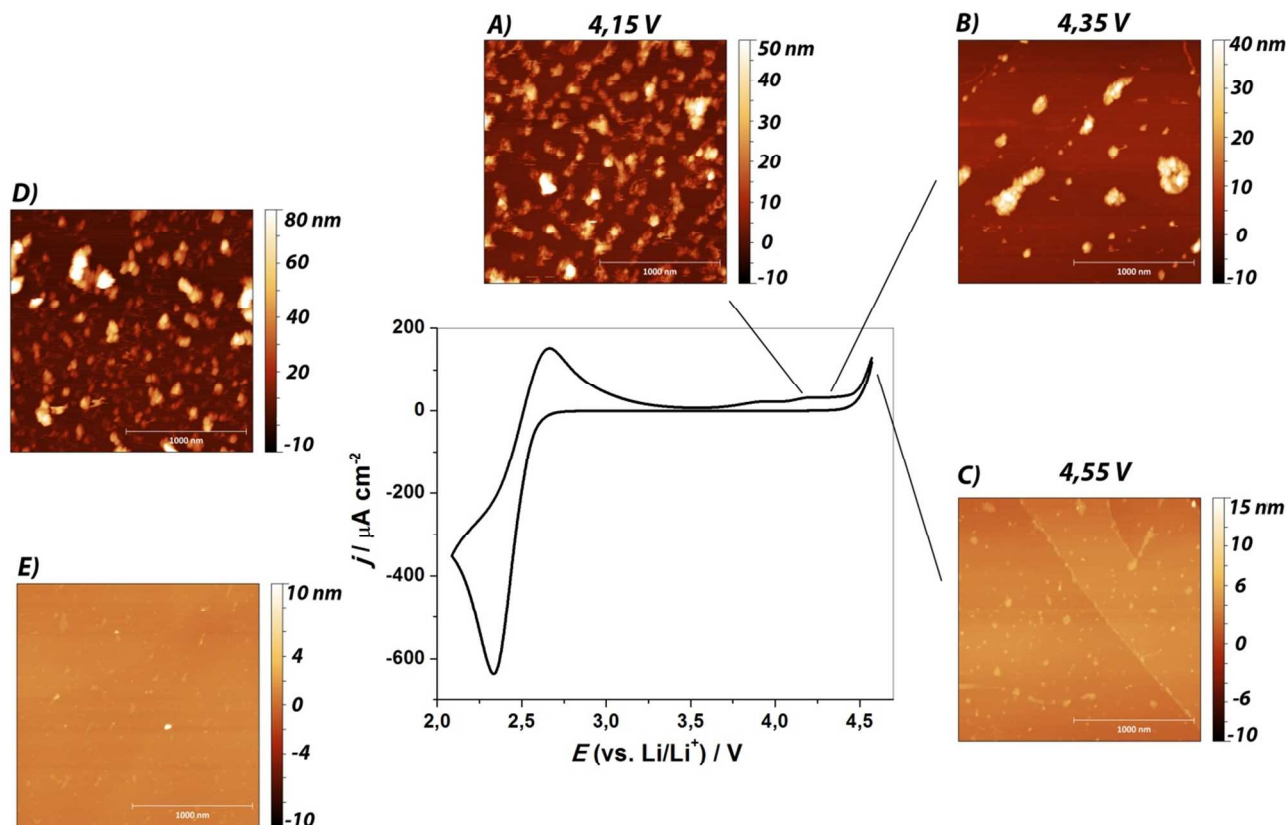 A) 4,15 V
50 nm
40
30
20
10
0
-10
1000 nm
B) 4,35 V
40 nm
30
20
10
0
-10
1000 nm
D)
80 nm
60
40
20
-10
1000 nm
200
0
-200
-400
-600
j / μA cm-2
2,0 2,5 3,0 3,5 4,0 4,5
E (vs. Li/Li+) / V
C) 4,55 V
15 nm
10
6
0
-6
-10
1000 nm
E)
10 nm
4
0
-4
-10
1000 nm